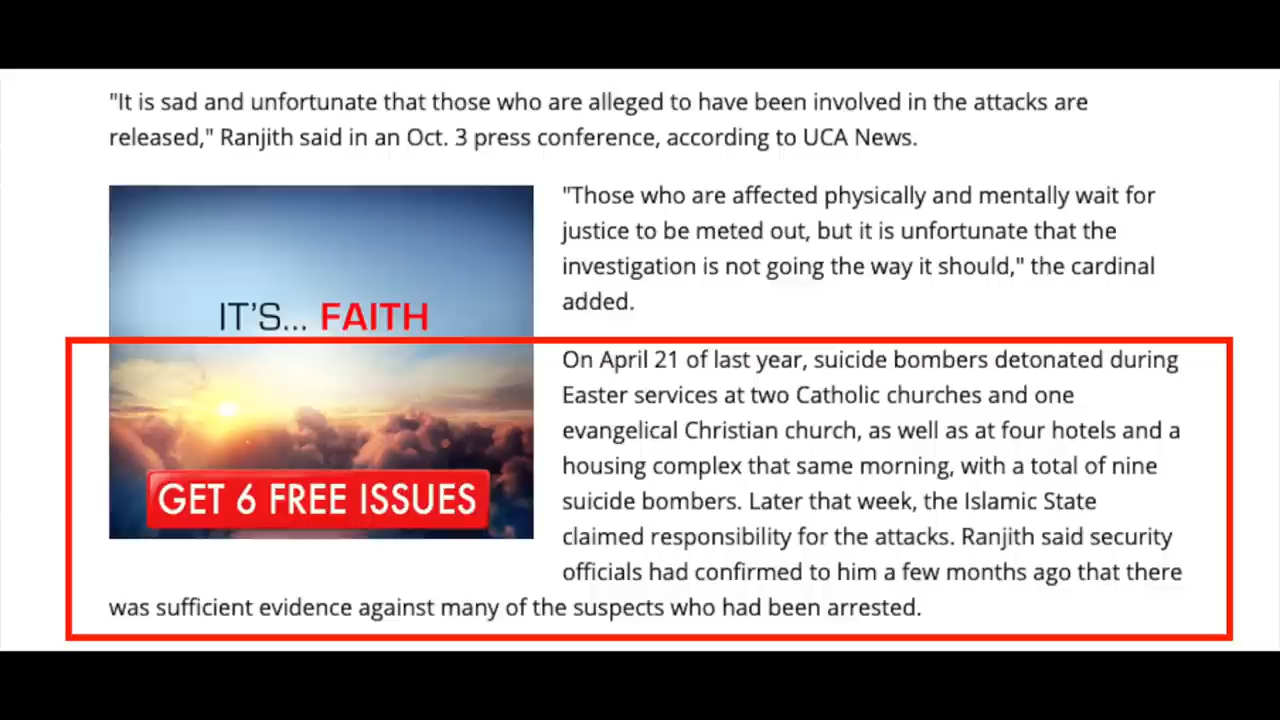 "It is sad and unfortunate that those who are alleged to have been involved in the attacks are
released," Ranjith said in an Oct. 3 press conference, according to UCA News.
IT'S... FAITH
GET 6 FREE ISSUES
"Those who are affected physically and mentally wait for
justice to be meted out, but it is unfortunate that the
investigation is not going the way it should," the cardinal
added.
On April 21 of last year, suicide bombers detonated during
Easter services at two Catholic churches and one
evangelical Christian church, as well as at four hotels and a
housing complex that same morning, with a total of nine
suicide bombers. Later that week, the Islamic State
claimed responsibility for the attacks. Ranjith said security
officials had confirmed to him a few months ago that there
was sufficient evidence against many of the suspects who had been arrested.